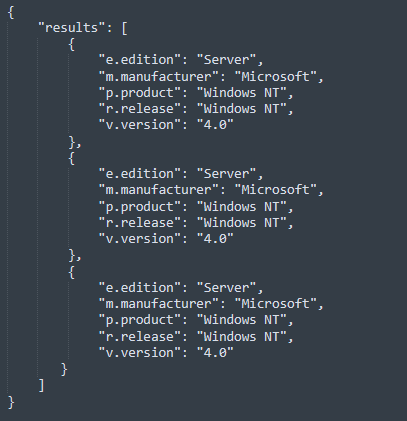 {
    "results": [
        {
            "e.edition": "Server",
            "m.manufacturer": "Microsoft",
            "p.product": "Windows NT",
            "r.release": "Windows NT",
            "v.version": "4.0"
        },
        {
            "e.edition": "Server",
            "m.manufacturer": "Microsoft",
            "p.product": "Windows NT",
            "r.release": "Windows NT",
            "v.version": "4.0"
        },
        {
            "e.edition": "Server",
            "m.manufacturer": "Microsoft",
            "p.product": "Windows NT",
            "r.release": "Windows NT",
            "v.version": "4.0"
       }
    ]
}